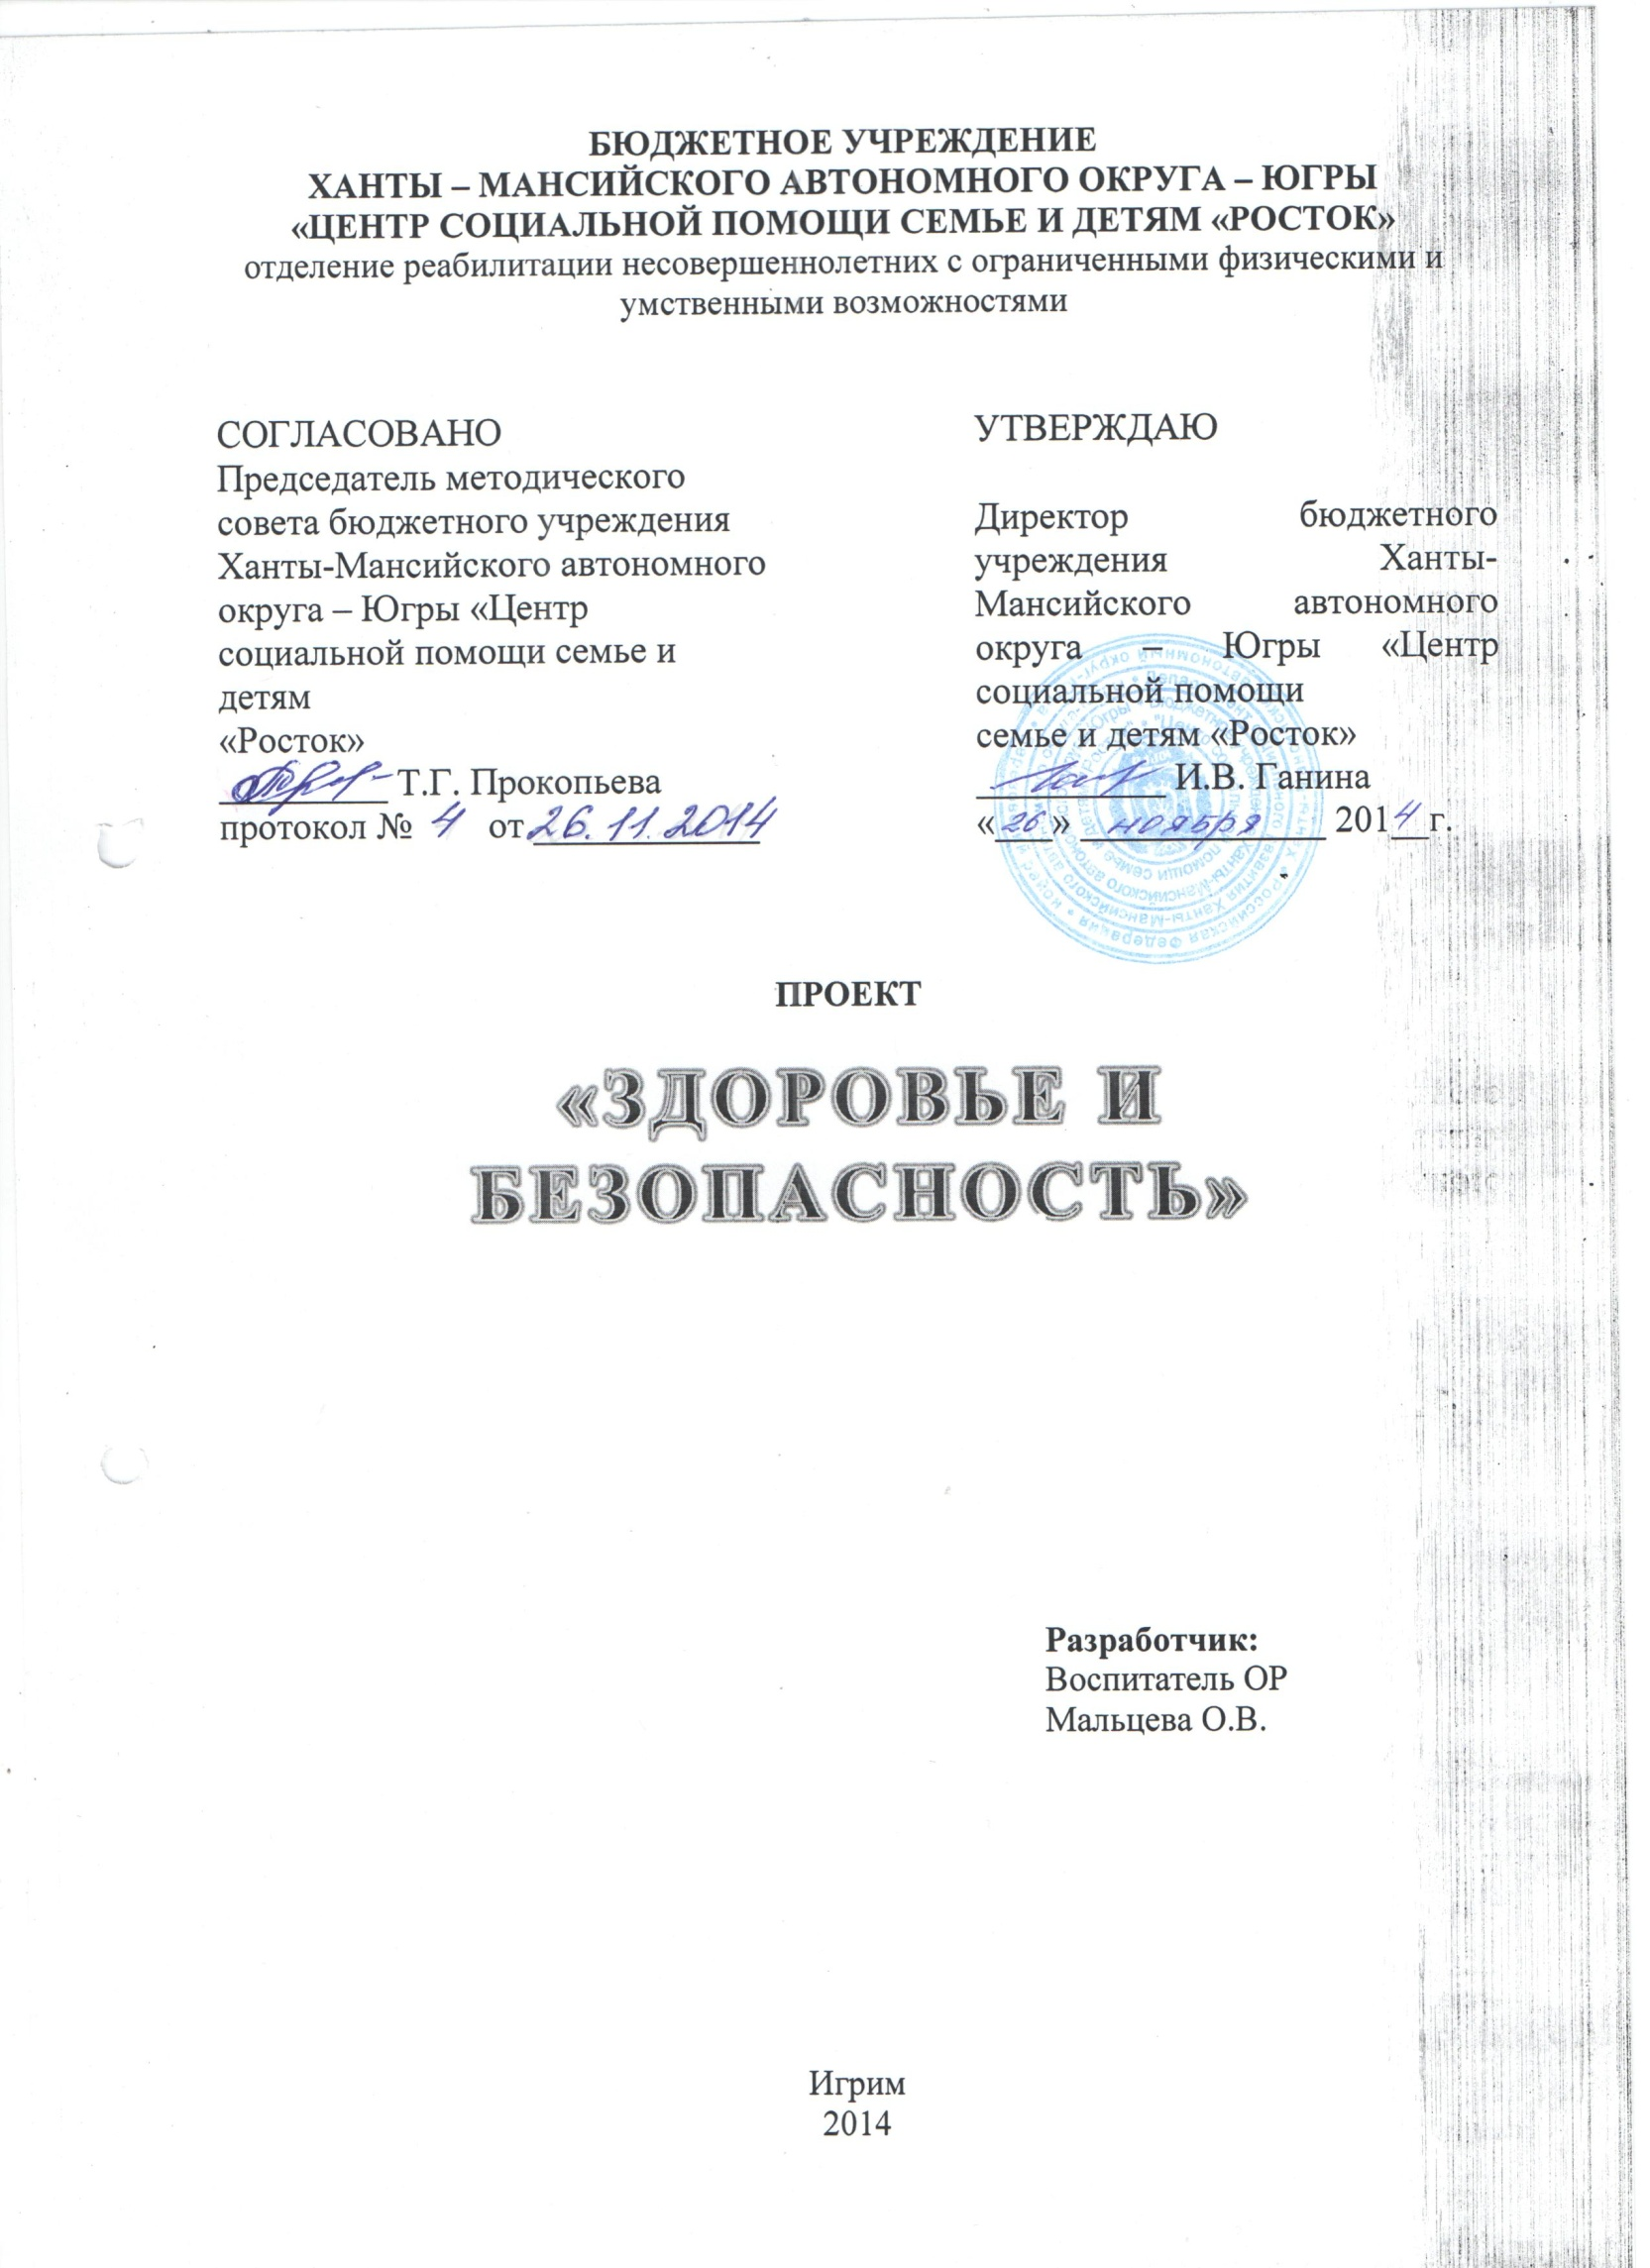 БЮДЖЕТНОЕ УЧРЕЖДЕНИЕ
ХАНТЫ – МАНСИЙСКОГО АВТОНОМНОГО ОКРУГА – ЮГРЫ
«ЦЕНТР СОЦИАЛЬНОЙ ПОМОЩИ СЕМЬЕ И ДЕТЯМ «РОСТОК»
отделение реабилитации несовершеннолетних с ограниченными физическими и
умственными возможностями
СОГЛАСОВАНО
Председатель методического
совета бюджетного учреждения
Ханты-Мансийского автономного
округа – Югры «Центр
социальной помощи семье и
детям
«Росток»
Т.Г. Прокопьева
протокол № 4 от 26.11.2014
УТВЕРЖДАЮ
Директор бюджетного
учреждения Ханты-
Мансийского автономного
округа – Югры «Центр
социальной помощи
семье и детям «Росток»
И.В. Ганина
«26» ноября 2014 г.
ПРОЕКТ
«ЗДОРОВЬЕ И
БЕЗОПАСНОСТЬ»
Разработчик:
Воспитатель ОР
Мальцева О.В.
Игрим
2014